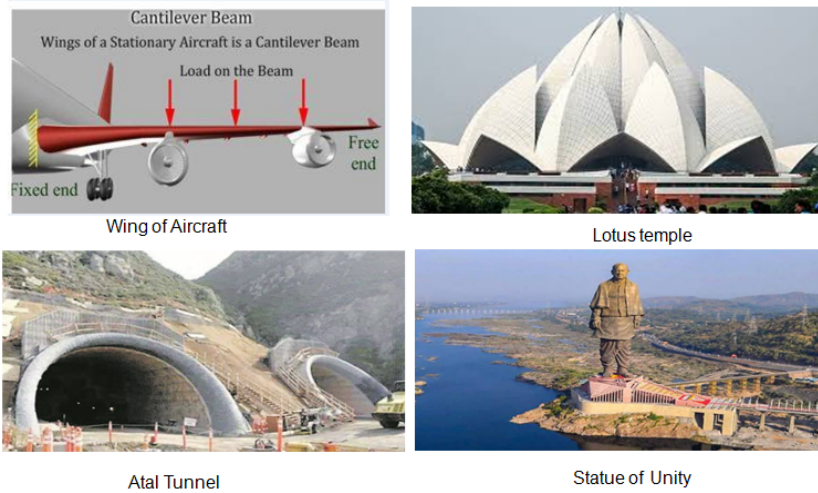 Cantilever Beam
Wings of a Stationary Aircraft is a Cantilever Beam
Load on the Beam
Free
end
Fixed end
Wing of Aircraft
Lotus temple
Atal Tunnel
Statue of Unity